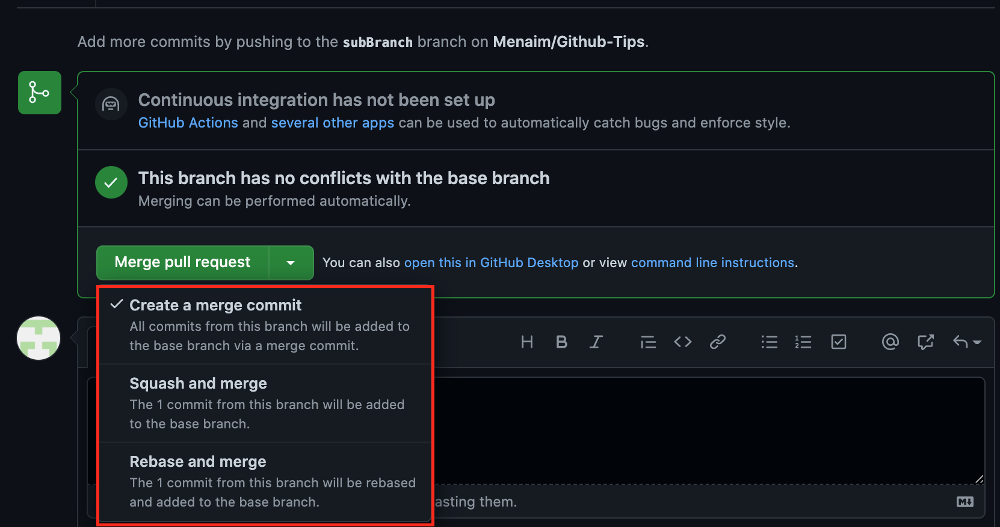 Add more commits by pushing to the subBranch branch on Menaim/Github-Tips.
Continuous integration has not been set up
GitHub Actions and several other apps can be used to automatically catch bugs and enforce style.
This branch has no conflicts with the base branch
Merging can be performed automatically.
Merge pull request
You can also open this in GitHub Desktop or view command line instructions.
Create a merge commit
All commits from this branch will be added to
the base branch via a merge commit.
Squash and merge
The 1 commit from this branch will be added
to the base branch.
Rebase and merge
The 1 commit from this branch will be rebased
and added to the base branch.
asting them.